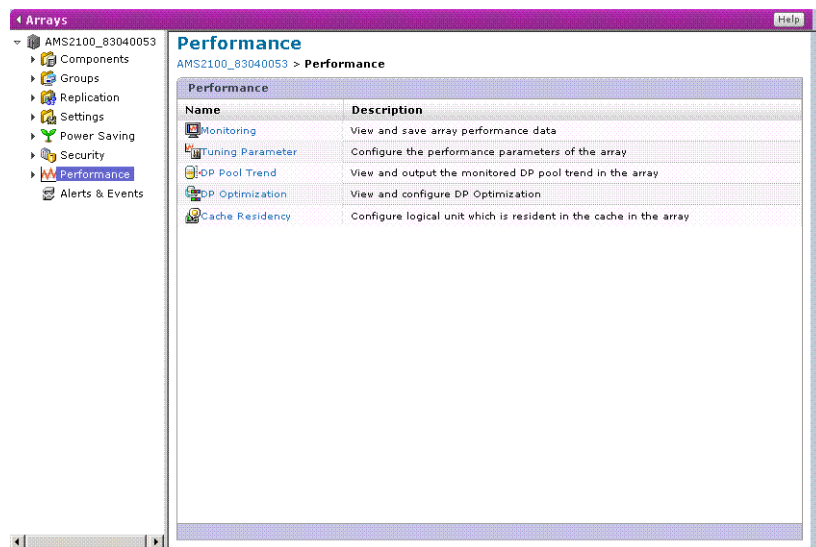 Arrays
Help
AMS2100_83040053
Components
Groups
Replication
Settings
Power Saving
Security
Performance
Alerts & Events
Performance
AMS2100_83040053 > Performance
Performance
Name Description
Monitoring View and save array performance data
Tuning Parameter Configure the performance parameters of the array
DP Pool Trend View and output the monitored DP pool trend in the array
DP Optimization View and configure DP Optimization
Cache Residency Configure logical unit which is resident in the cache in the array